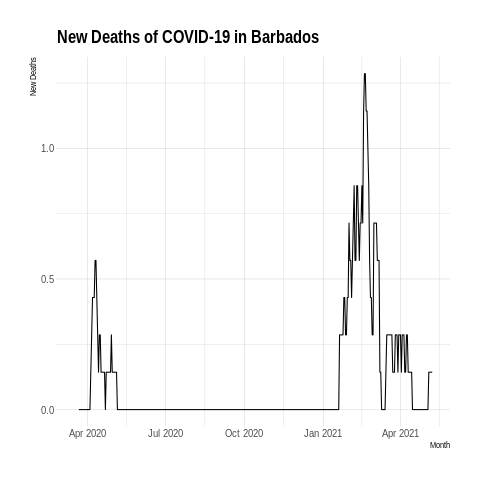 New Deaths of COVID-19 in Barbados
New Deaths
1.0
0.5
0.0
Apr 2020 Jul 2020 Oct 2020 Jan 2021 Apr 2021
Month